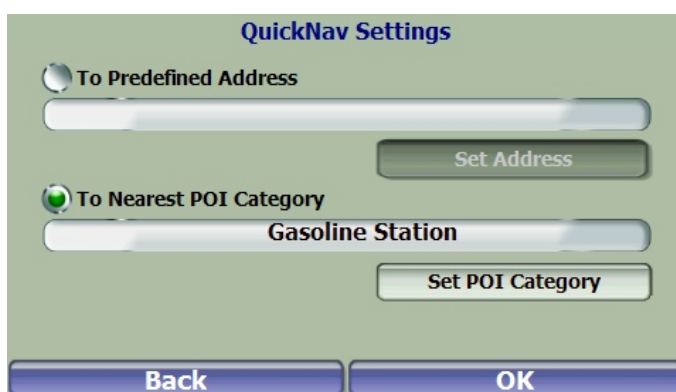 QuickNav Settings
To Predefined Address
Set Address
To Nearest POI Category
Gasoline Station
Set POI Category
Back OK